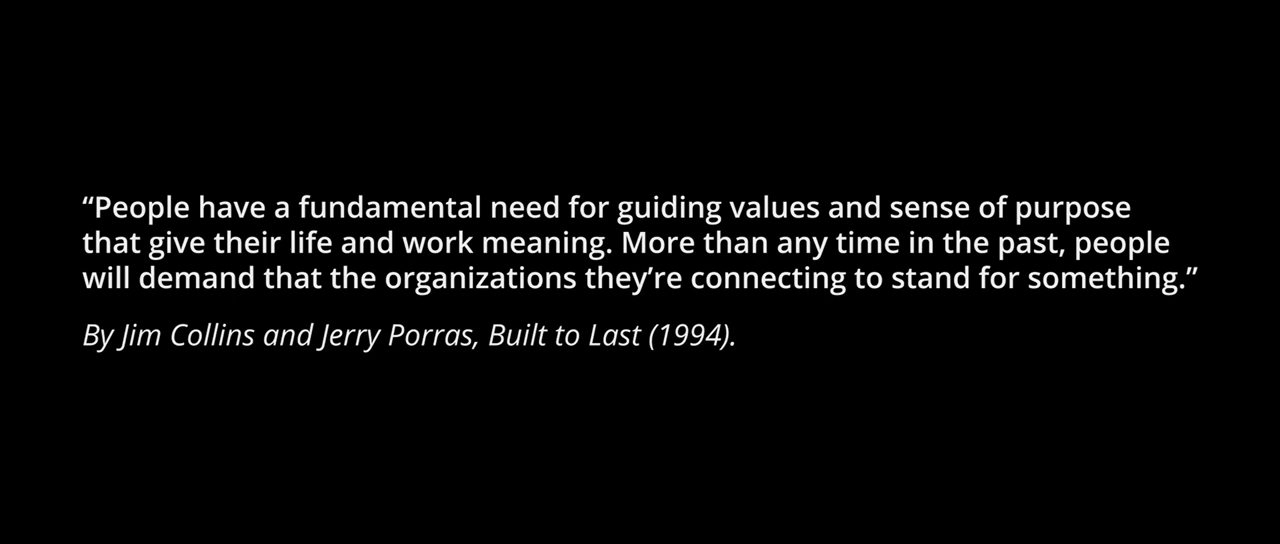 “People have a fundamental need for guiding values and sense of purpose
that give their life and work meaning. More than any time in the past, people
will demand that the organizations they’re connecting to stand for something.”
By Jim Collins and Jerry Porras, Built to Last (1994).